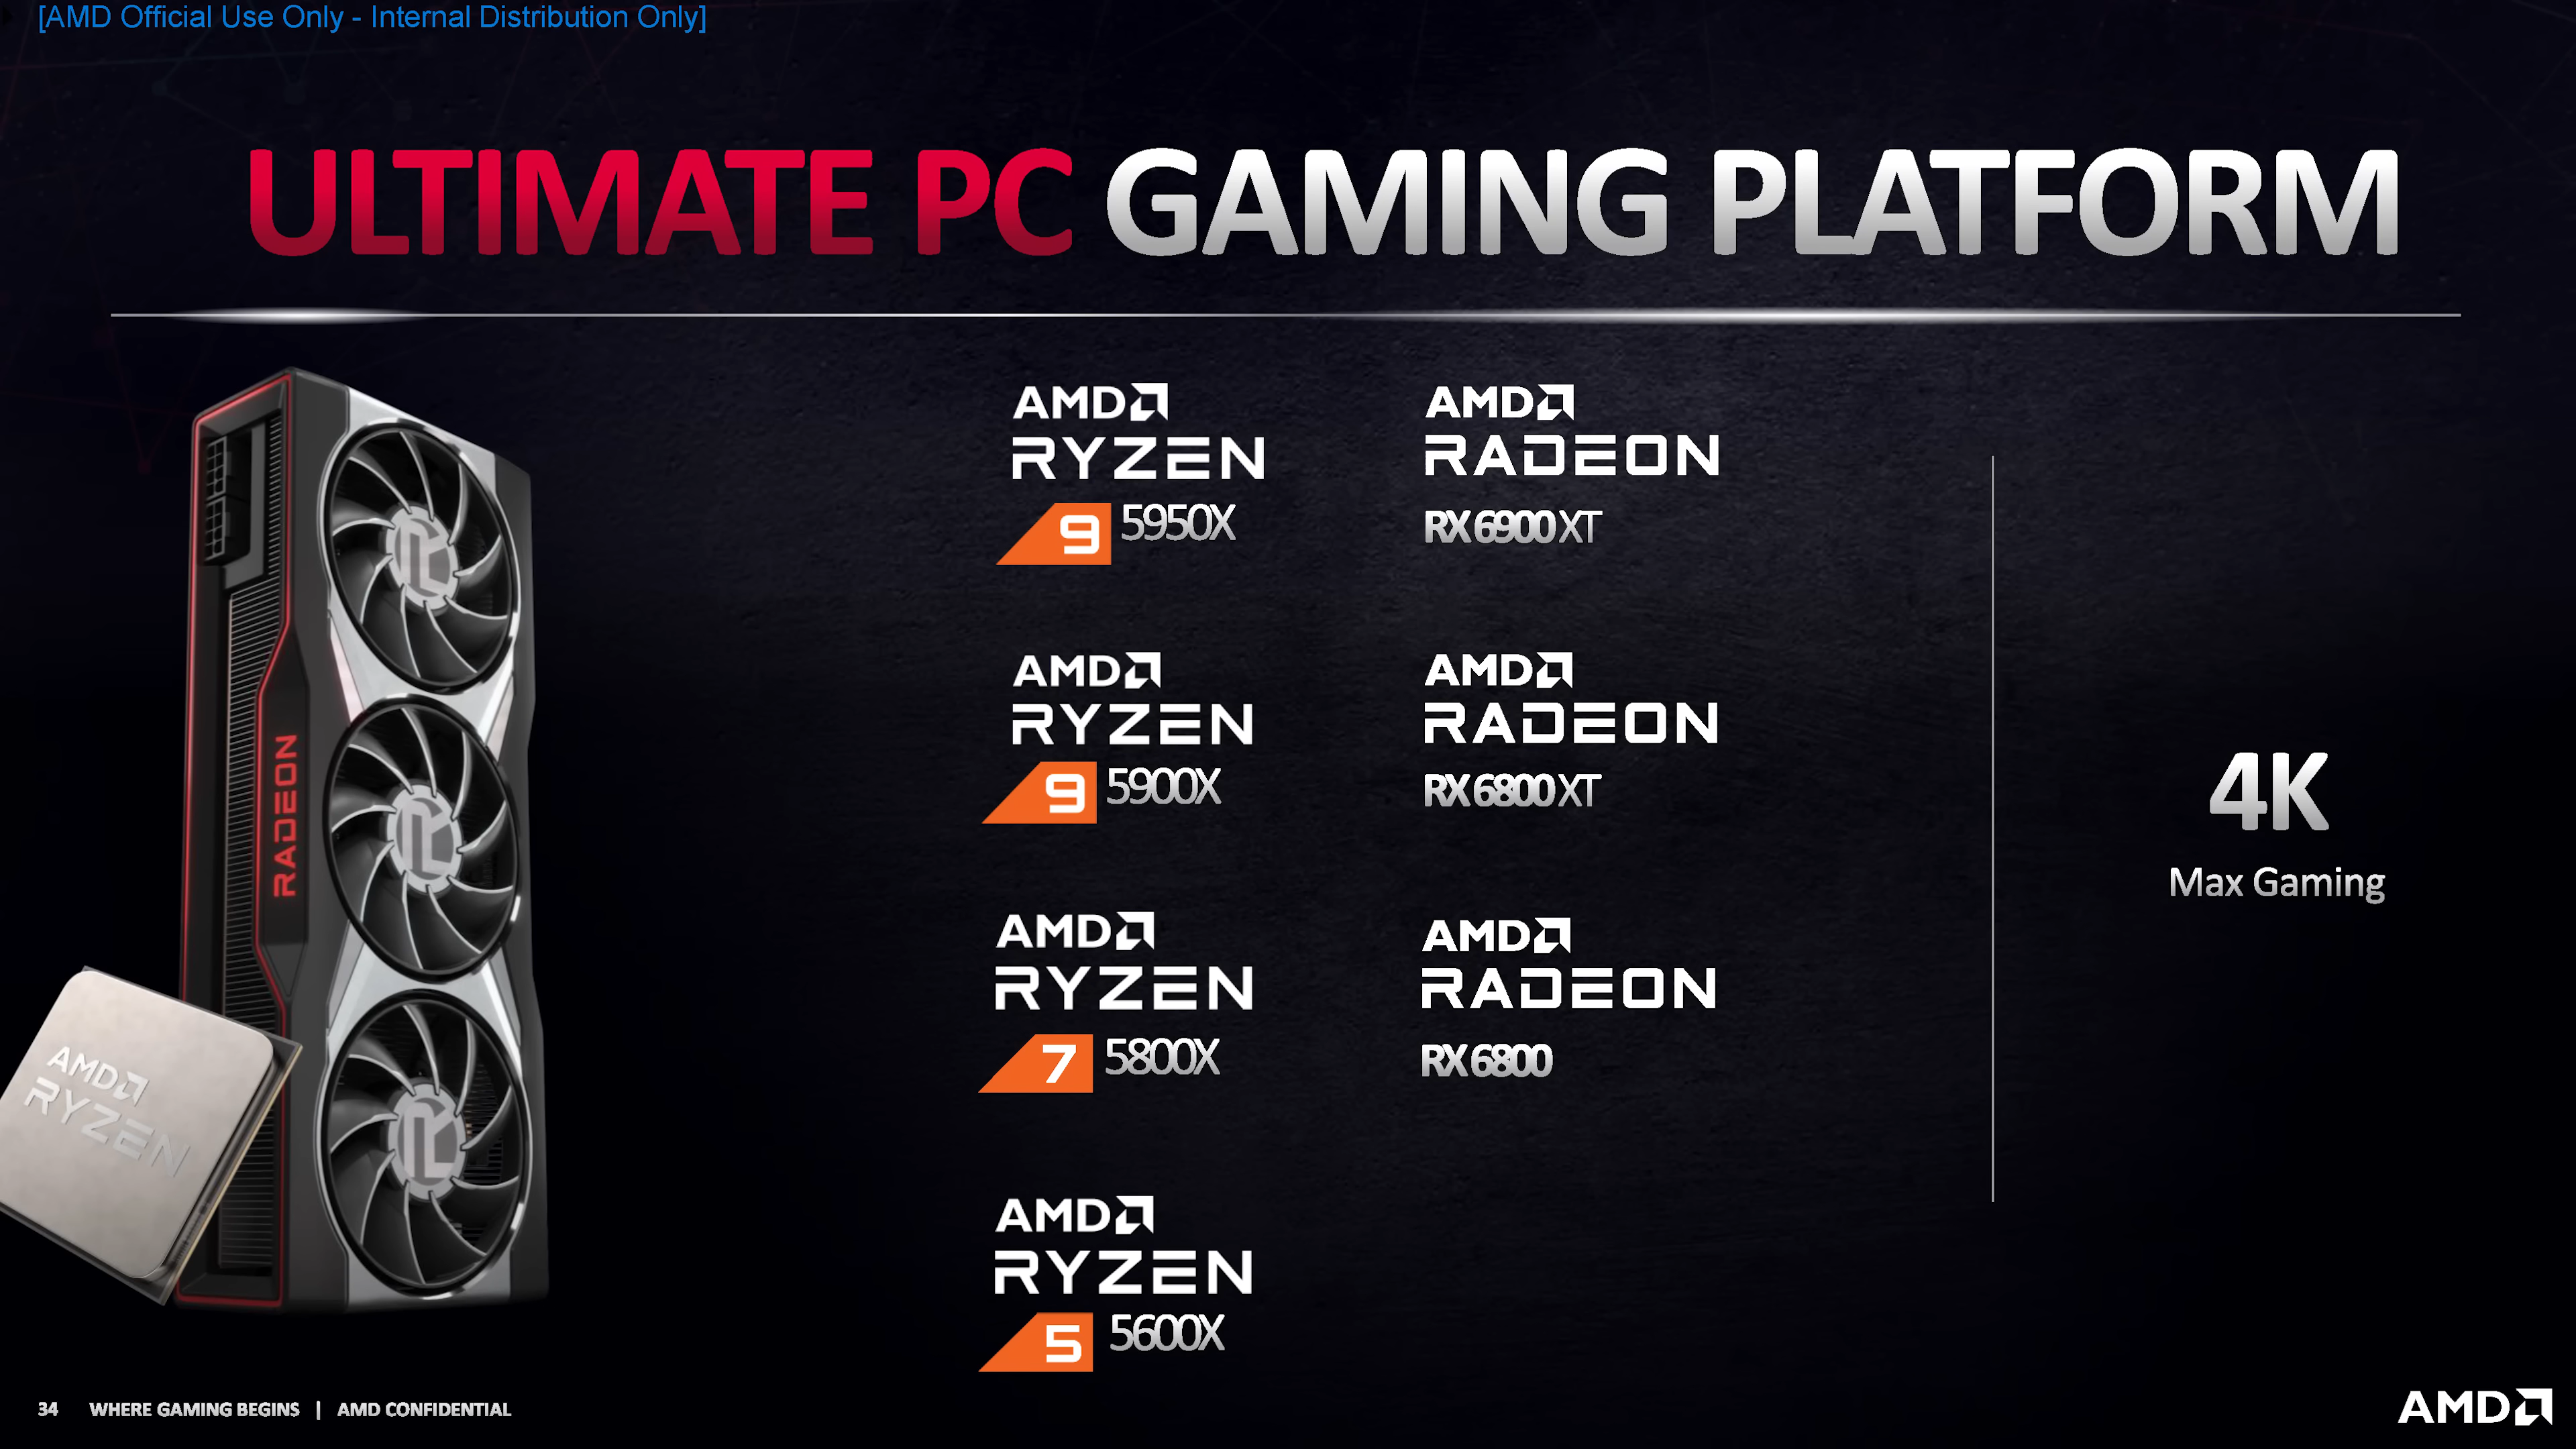 [AMD Official Use Only - Internal Distribution Only]
ULTIMATE PC GAMING PLATFORM
AMD
RYZEN
9 5950X
AMD
RADEON
RX 6900 XT
AMD
RYZEN
9 5900X
AMD
RADEON
RX 6800 XT
AMD
RYZEN
7 5800X
AMD
RADEON
RX 6800
AMD
RYZEN
5 5600X
4K
Max Gaming
RADEON
AMD
RYZEN
34 WHERE GAMING BEGINS | AMD CONFIDENTIAL
AMD